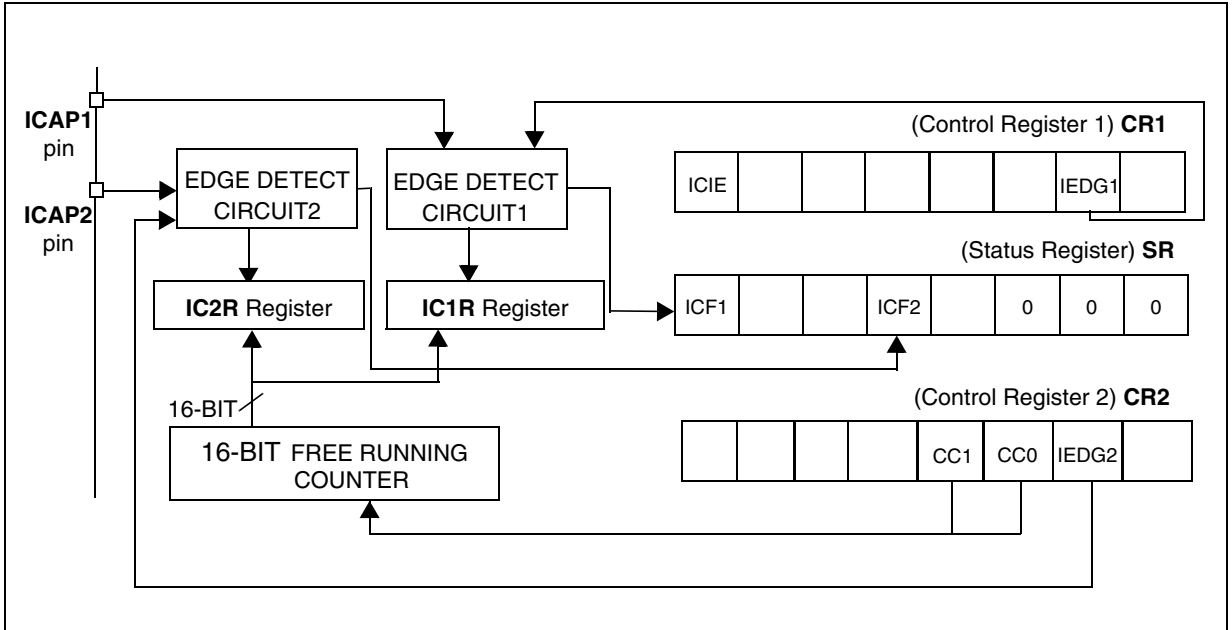 ICAP1
pin
ICAP2
pin
EDGE DETECT
CIRCUIT2
EDGE DETECT
CIRCUIT1
IC2R Register
IC1R Register
16-BIT
16-BIT FREE RUNNING
COUNTER
(Control Register 1) CR1
ICIE
IEDG1
(Status Register) SR
ICF1
ICF2
0
0
0
(Control Register 2) CR2
CC1
CC0
IEDG2